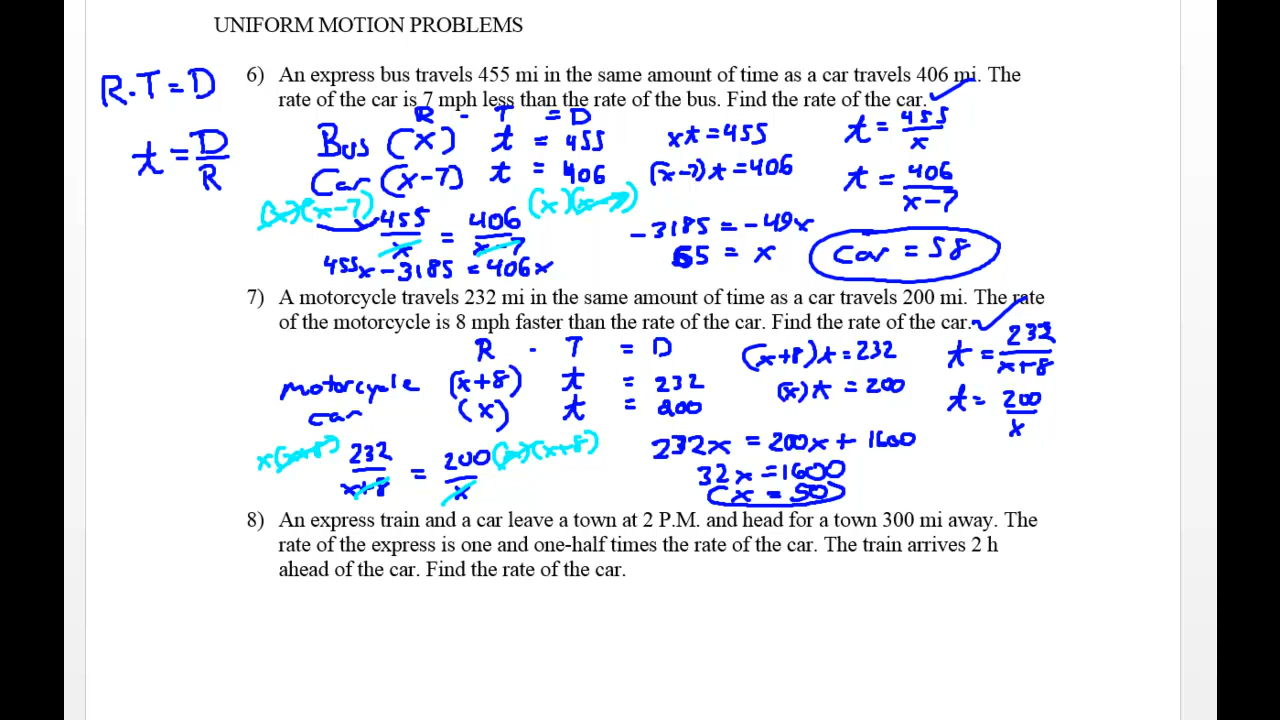 UNIFORM MOTION PROBLEMS
R.T=D
t = D/R
6) An express bus travels 455 mi in the same amount of time as a car travels 406 mi. The
rate of the car is 7 mph less than the rate of the bus. Find the rate of the car.
R . T = D
Bus (x) t = 455
xt = 455
t = 455/x
Car (x-7) t = 406
(x-7)t = 406
t = 406/x-7
(x)(x-7) 455/x = 406/x-7 (x)(x-7)
455x - 3185 = 406x
-3185 = -49x
65 = x
Car = 58
7) A motorcycle travels 232 mi in the same amount of time as a car travels 200 mi. The rate
of the motorcycle is 8 mph faster than the rate of the car. Find the rate of the car.
R . T = D
motorcycle (x+8) t = 232
(x+8)t = 232
t = 232/x+8
car (x) t = 200
(x)t = 200
t = 200/x
x(x+8) 232/x+8 = 200/x (x)(x+8)
232x = 200x + 1600
32x = 1600
(x = 50)
8) An express train and a car leave a town at 2 P.M. and head for a town 300 mi away. The
rate of the express is one and one-half times the rate of the car. The train arrives 2 h
ahead of the car. Find the rate of the car.